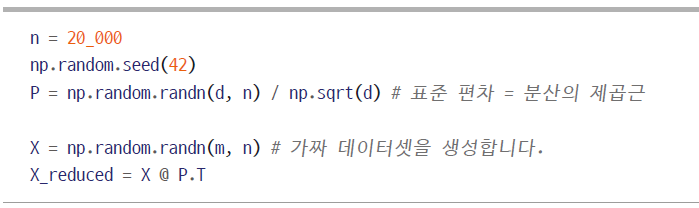 n = 20_000
np.random.seed(42)
P = np.random.randn(d, n) / np.sqrt(d) # 표준 편차 = 분산의 제곱근
X = np.random.randn(m, n) # 가짜 데이터셋을 생성합니다.
X_reduced = X @ P.T